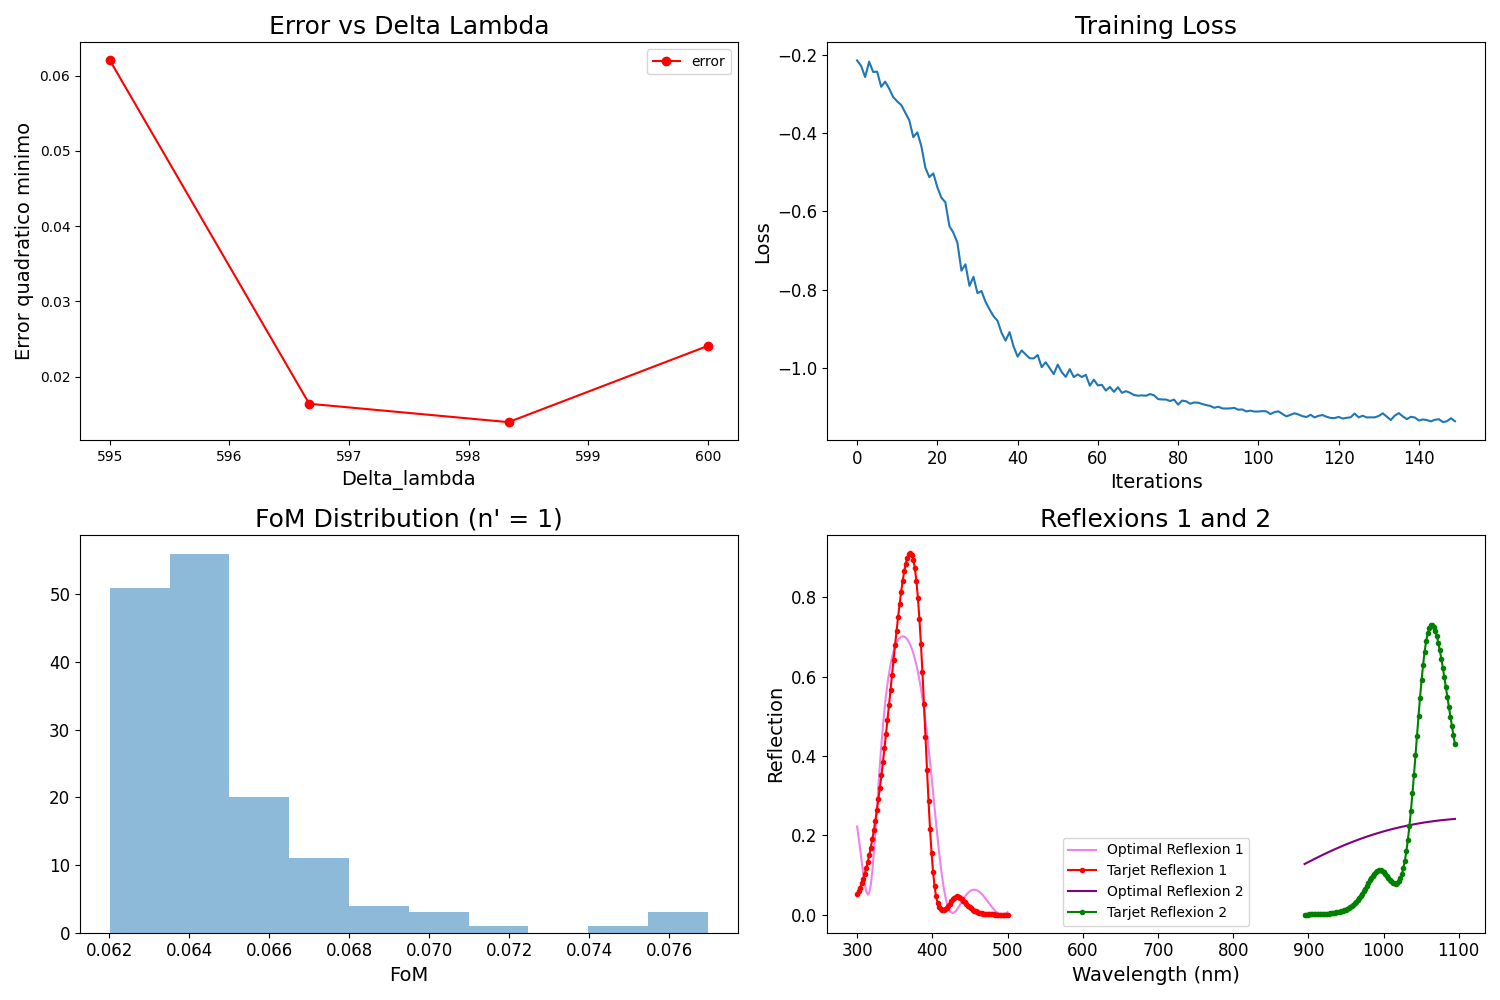 Error vs Delta Lambda
Error quadratico minimo
0.06
0.05
0.04
0.03
0.02
error
595 596 597 598 599 600
Delta_lambda
Training Loss
Loss
−0.2
−0.4
−0.6
−0.8
−1.0
0 20 40 60 80 100 120 140
Iterations
FoM Distribution (n' = 1)
50
40
30
20
10
0
0.062 0.064 0.066 0.068 0.070 0.072 0.074 0.076
FoM
Reflexions 1 and 2
Reflection
0.8
0.6
0.4
0.2
0.0
Optimal Reflexion 1
Tarjet Reflexion 1
Optimal Reflexion 2
Tarjet Reflexion 2
300 400 500 600 700 800 900 1000 1100
Wavelength (nm)